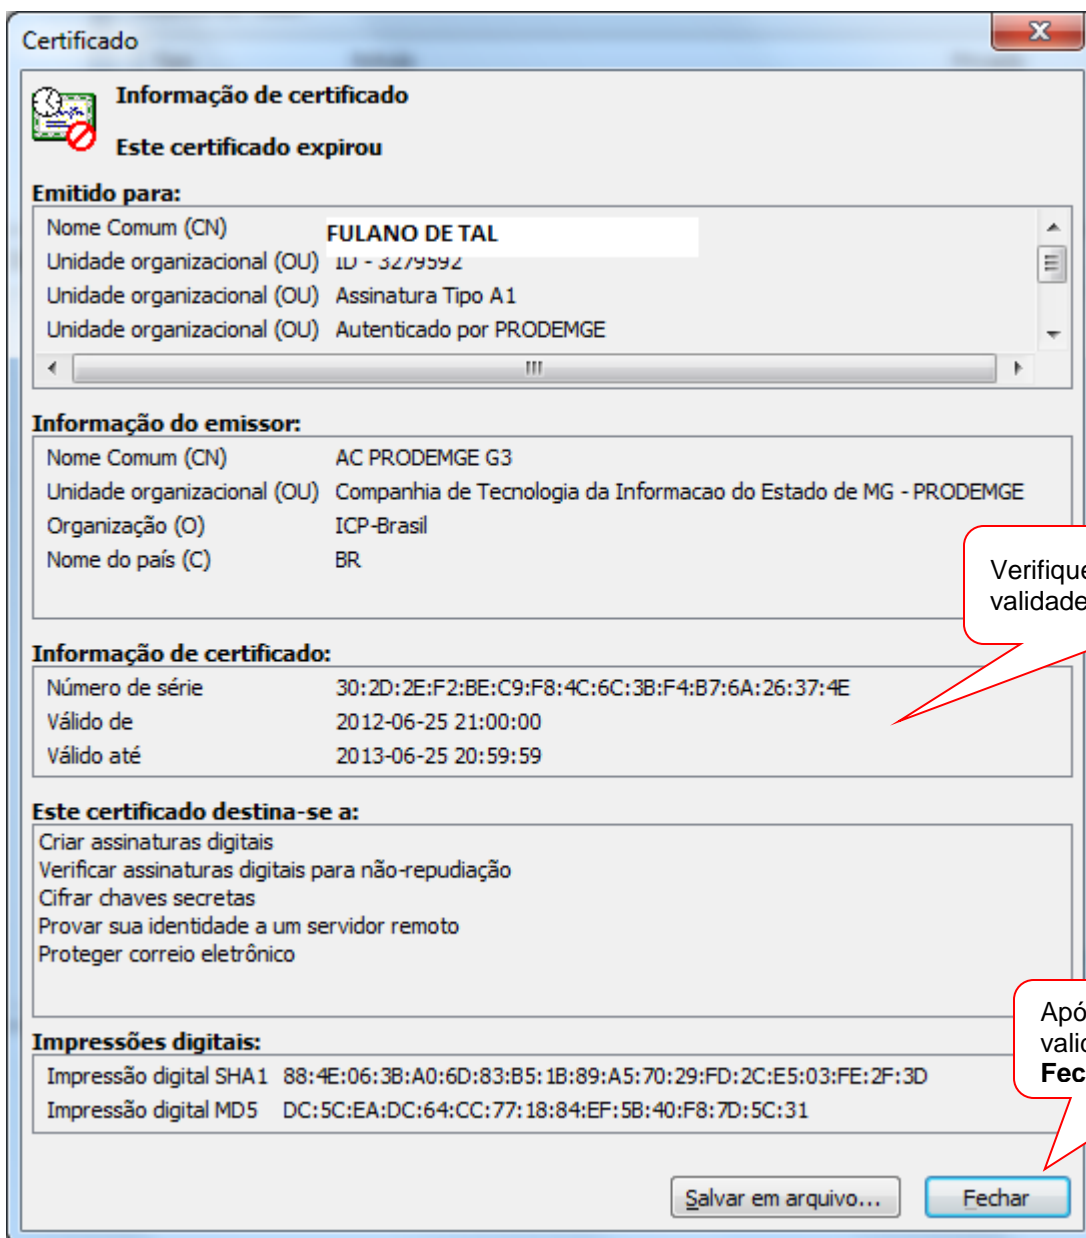 Certificado
Informação de certificado
Este certificado expirou
Emitido para:
Nome Comum (CN) FULANO DE TAL
Unidade organizacional (OU) ID - 3279592
Unidade organizacional (OU) Assinatura Tipo A1
Unidade organizacional (OU) Autenticado por PRODEMGE
Informação do emissor:
Nome Comum (CN) AC PRODEMGE G3
Unidade organizacional (OU) Companhia de Tecnologia da Informacao do Estado de MG - PRODEMGE
Organização (O) ICP-Brasil
Nome do país (C) BR
Verifique
validade
Informação de certificado:
Número de série 30:2D:2E:F2:BE:C9:F8:4C:6C:3B:F4:B7:6A:26:37:4E
Válido de 2012-06-25 21:00:00
Válido até 2013-06-25 20:59:59
Este certificado destina-se a:
Criar assinaturas digitais
Verificar assinaturas digitais para não-repudiação
Cifrar chaves secretas
Provar sua identidade a um servidor remoto
Proteger correio eletrônico
Apó
valid
Fec
Impressões digitais:
Impressão digital SHA1 88:4E:06:3B:A0:6D:83:B5:1B:89:A5:70:29:FD:2C:E5:03:FE:2F:3D
Impressão digital MD5 DC:5C:EA:DC:64:CC:77:18:84:EF:5B:40:F8:7D:5C:31
Salvar em arquivo... Fechar